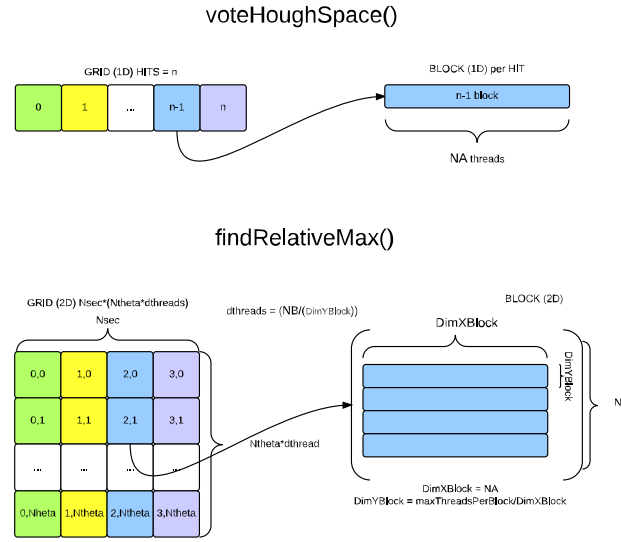 voteHoughSpace()
GRID (1D) HITS = n
BLOCK (1D) per HIT
0 1 ... n-1 n
n-1 block
NA threads
findRelativeMax()
GRID (2D) Nsec*(Ntheta*dthreads)
Nsec
dthreads = (NB/(DimYBlock))
BLOCK (2D)
DimXBlock
0,0 1,0 2,0 3,0
0,1 1,1 2,1 3,1
... ... ... ...
0,Nheta 1,Ntheta 2,Ntheta 3,Ntheta
Ntheta*dthread
DimYBlock
N
DimXBlock = NA
DimYBlock = maxThreadsPerBlock/DimXBlock